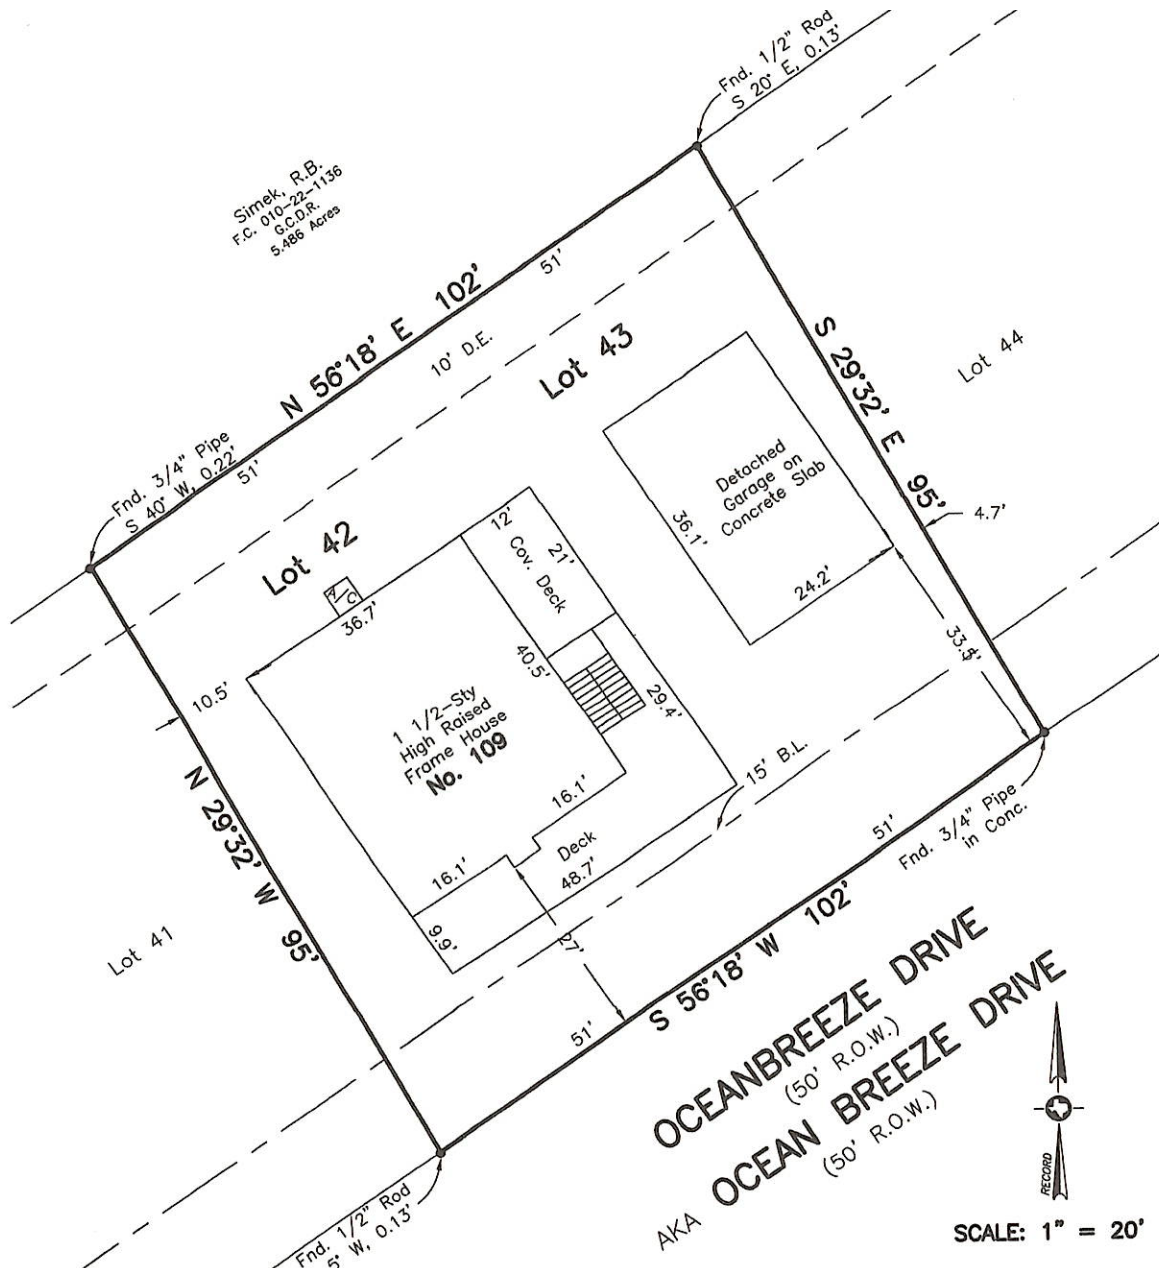 Fnd. 1/2" Rod
S 20° E, 0.13'
Simek, R.B.
F.C. 010-22-1136
G.C.D.R.
5.486 Acres
N 56°18' E 102'
51'
51'
10' D.E.
Lot 43
Lot 44
S 29°32' E 95'
4.7'
Fnd. 3/4" Pipe
S 40° W, 0.22'
Lot 42
A/C
36.7'
12'
21'
Cov. Deck
Detached
Garage on
Concrete Slab
36.1'
24.2'
10.5'
40.5'
29.4'
1 1/2-Sty
High Raised
Frame House
No. 109
16.1'
16.1'
Deck
48.7'
9.9'
27'
15' B.L.
N 29°32' W 95'
Lot 41
51'
51'
S 56°18' W 102'
Fnd. 3/4" Pipe
in Conc.
Fnd. 1/2" Rod
5° W, 0.13'
OCEANBREEZE DRIVE
(50' R.O.W.)
AKA OCEAN BREEZE DRIVE
(50' R.O.W.)
RECORD
SCALE: 1" = 20'